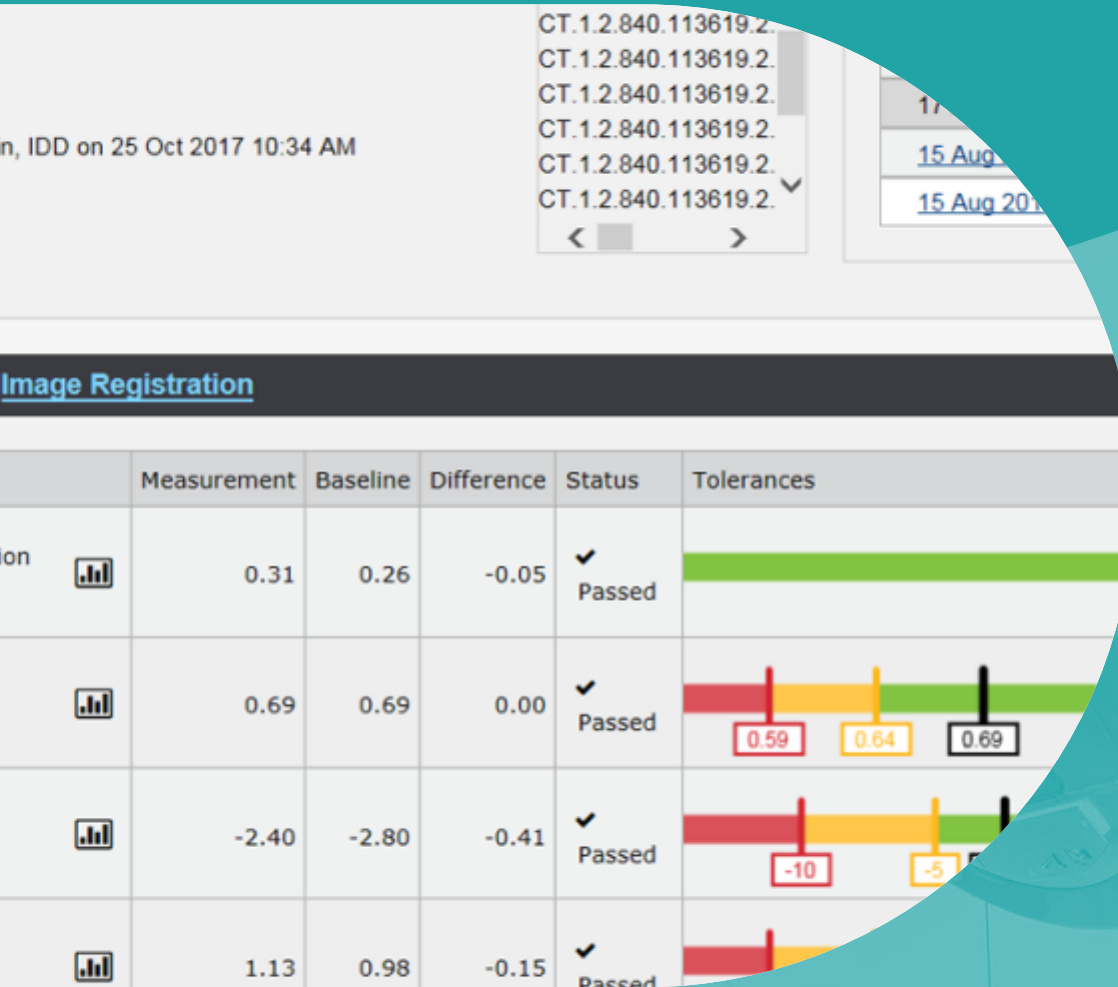 CT.1.2.840.113619.2.
CT.1.2.840.113619.2.
CT.1.2.840.113619.2.
CT.1.2.840.113619.2.
CT.1.2.840.113619.2.
CT.1.2.840.113619.2.
in, IDD on 25 Oct 2017 10:34 AM
17
15 Aug
15 Aug 201
Image Registration
Measurement Baseline Difference Status Tolerances
ion 0.31 0.26 -0.05 Passed
0.69 0.69 0.00 Passed
0.59 0.64 0.69
-2.40 -2.80 -0.41 Passed
-10 -5
1.13 0.98 -0.15 Passed